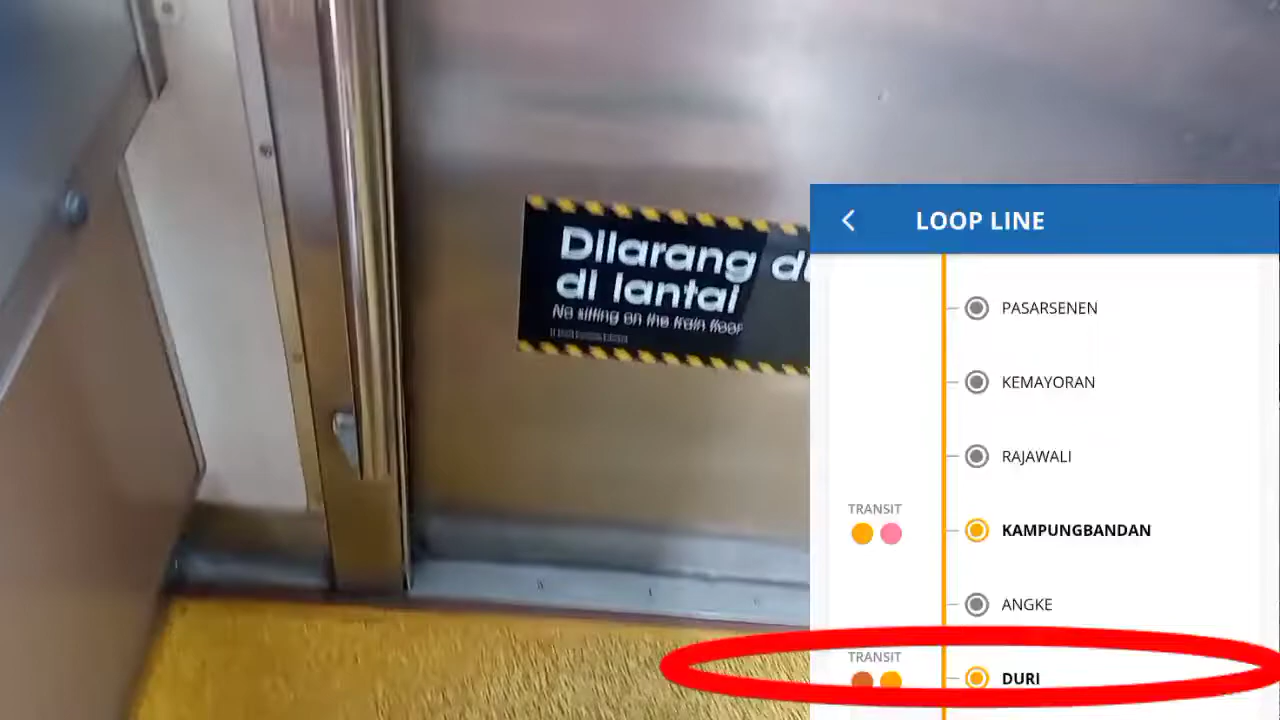 Dilarang du
di lantai
No sitting on the train floor
LOOP LINE
PASARSENEN
KEMAYORAN
RAJAWALI
TRANSIT
KAMPUNGBANDAN
ANGKE
TRANSIT
DURI